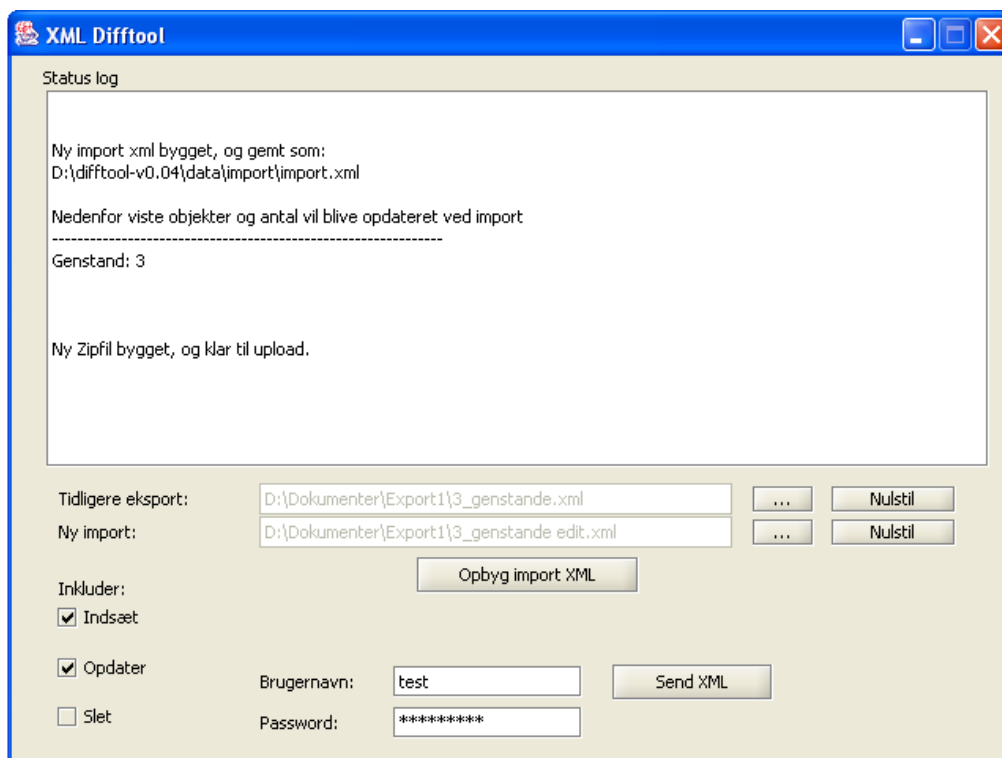 XML Difftool
Status log
Ny import xml bygget, og gemt som:
D:\difftool-v0.04\data\import\import.xml
Nedenfor viste objekter og antal vil blive opdateret ved import
--------------------------------------------------------------
Genstand: 3
Ny Zipfil bygget, og klar til upload.
Tidligere eksport: D:\Dokumenter\Export1\3_genstande.xml ... Nulstil
Ny import: D:\Dokumenter\Export1\3_genstande edit.xml ... Nulstil
Opbyg import XML
Inkluder:
Indsæt
Opdater
Brugernavn: test Send XML
Slet
Password: *********